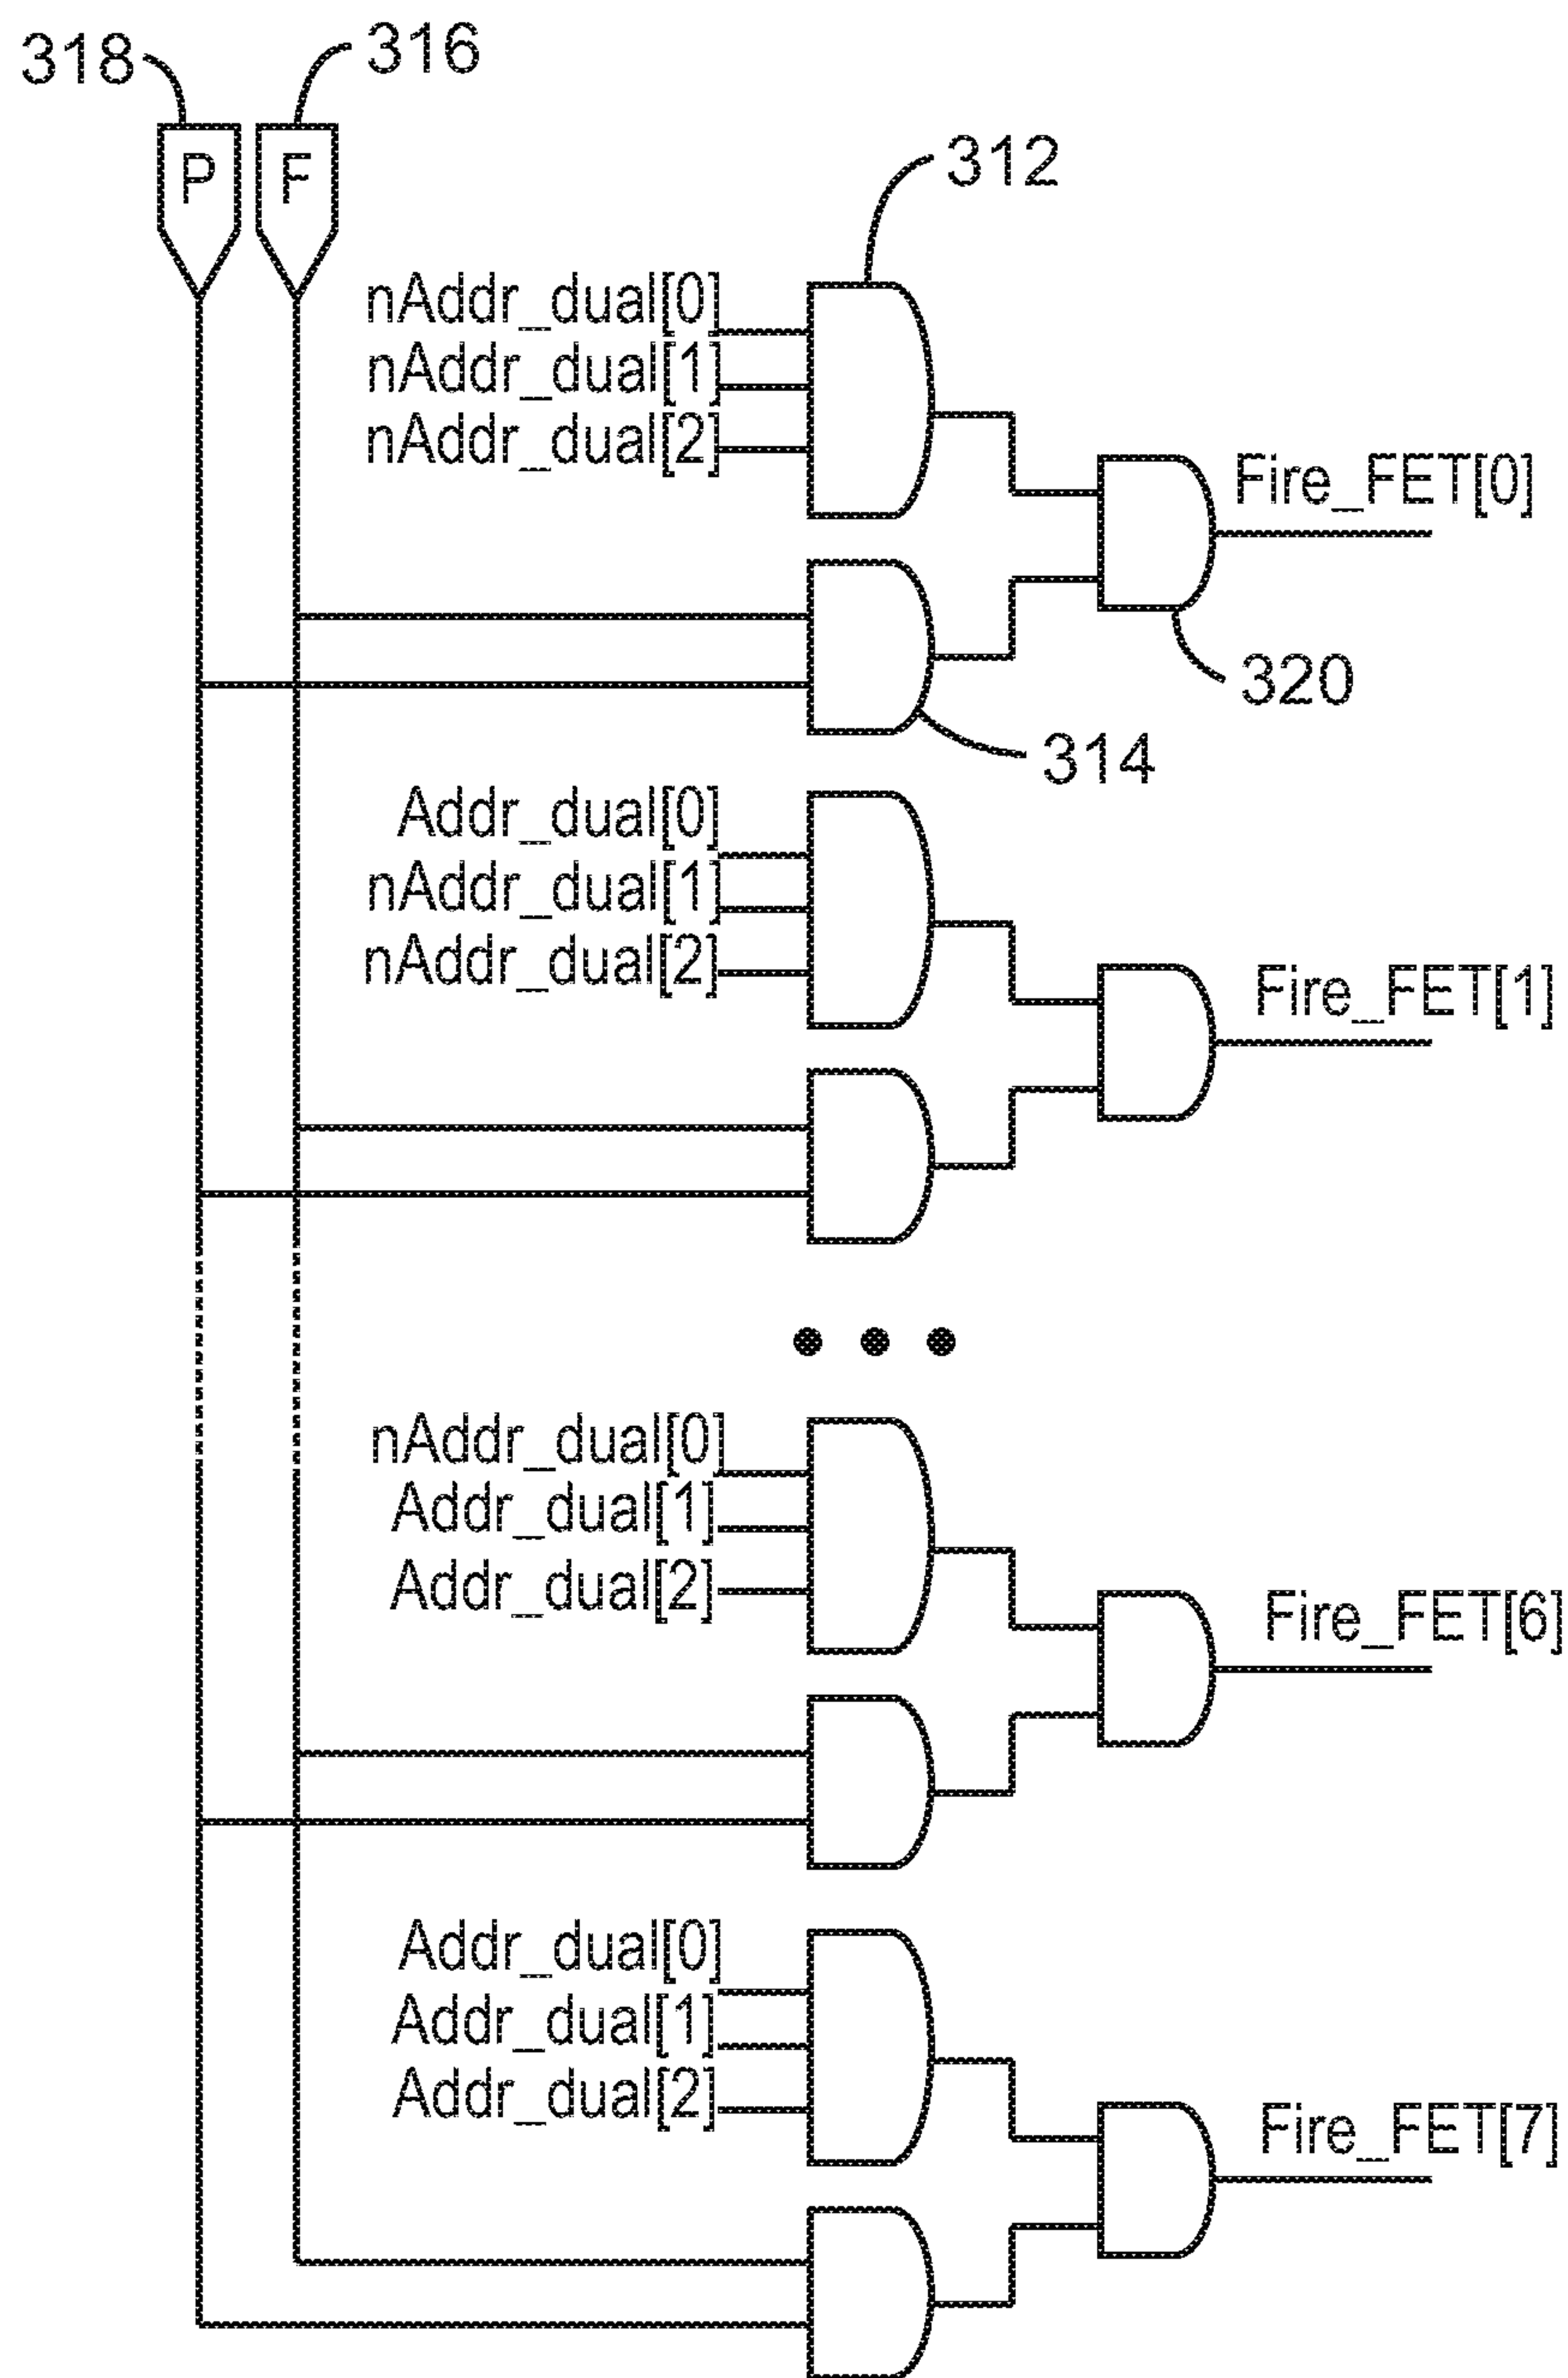 318
316
P
F
312
nAddr_dual[0]
nAddr_dual[1]
nAddr_dual[2]
Fire_FET[0]
320
314
Addr_dual[0]
nAddr_dual[1]
nAddr_dual[2]
Fire_FET[1]
nAddr_dual[0]
Addr_dual[1]
Addr_dual[2]
Fire_FET[6]
Addr_dual[0]
Addr_dual[1]
Addr_dual[2]
Fire_FET[7]